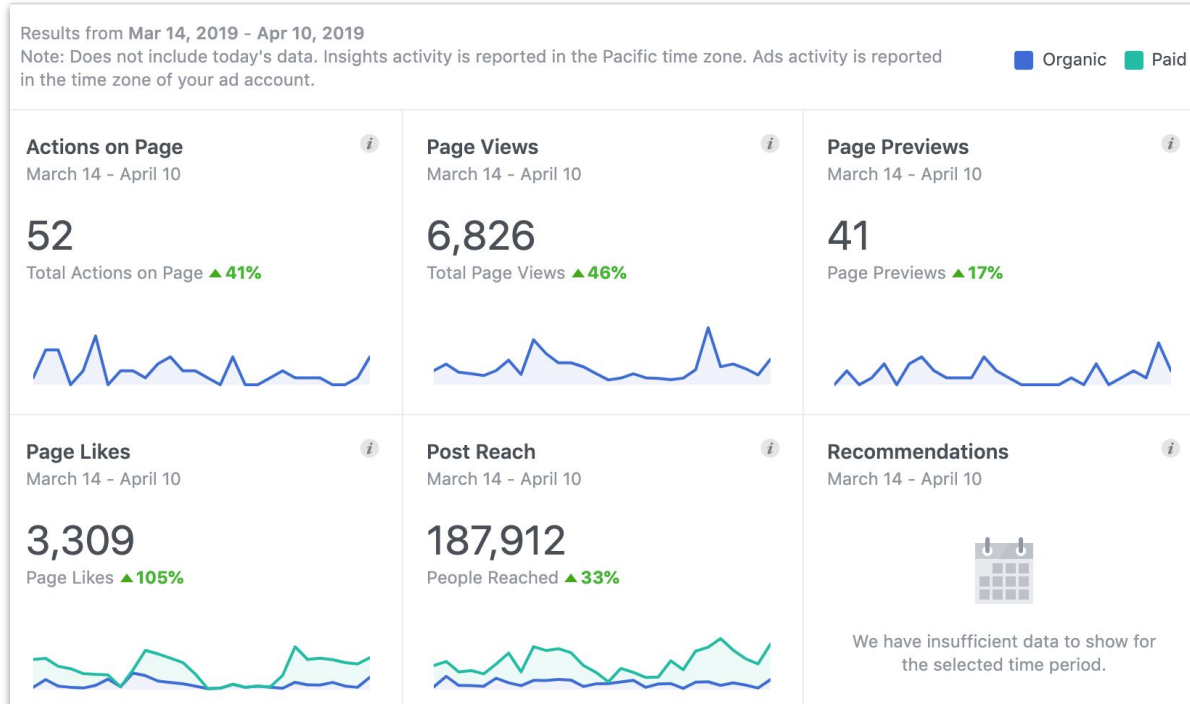 Results from Mar 14, 2019 - Apr 10, 2019
Note: Does not include today's data. Insights activity is reported in the Pacific time zone. Ads activity is reported
in the time zone of your ad account.
Organic Paid
Actions on Page
March 14 - April 10
52
Total Actions on Page ▲ 41%
Page Views
March 14 - April 10
6,826
Total Page Views ▲ 46%
Page Previews
March 14 - April 10
41
Page Previews ▲ 17%
Page Likes
March 14 - April 10
3,309
Page Likes ▲ 105%
Post Reach
March 14 - April 10
187,912
People Reached ▲ 33%
Recommendations
March 14 - April 10
We have insufficient data to show for
the selected time period.